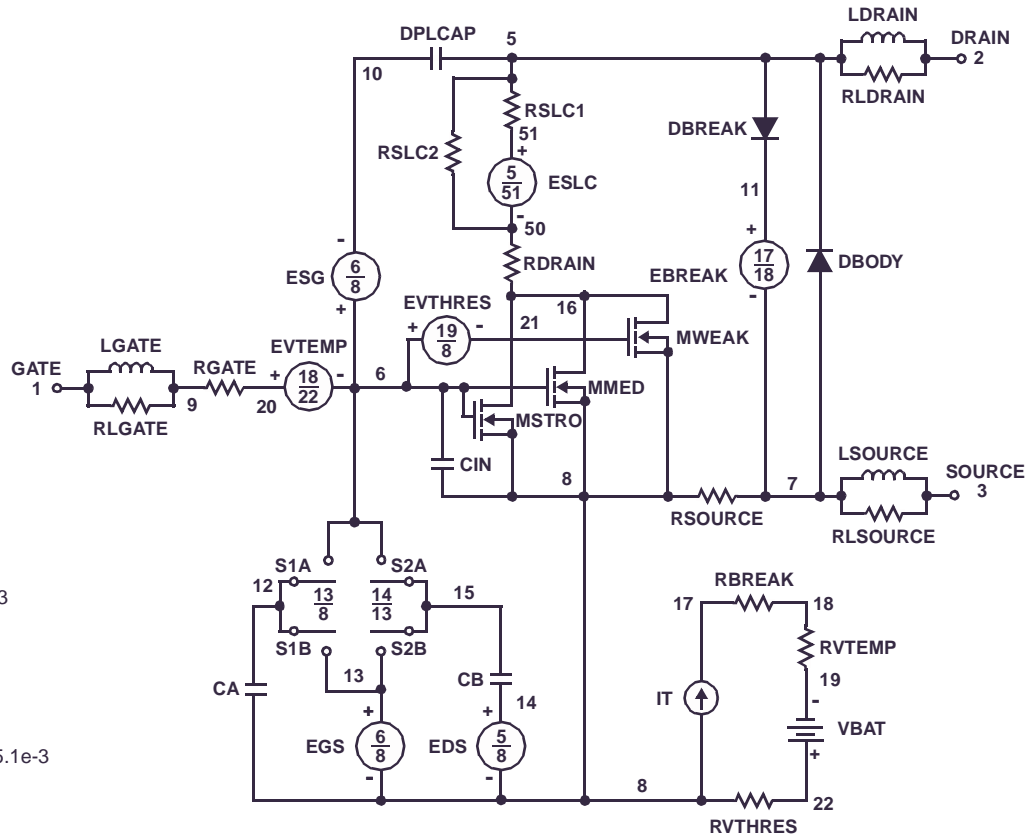 LDRAIN
DPLCAP 5 DRAIN
10 2
RLDRAIN
RSLC1
DBREAK
51
+
RSLC2
5
51
ESLC
11
-
50
-
+
RDRAIN
6
8
ESG
EBREAK
17
18
DBODY
+
16
-
EVTHRES
+ 19
8 - 21
MWEAK
LGATE
GATE
1
RGATE
EVTEMP
+ 18
22 - 6
MMED
9 20
RLGATE
MSTRO
CIN
8
LSOURCE
7
SOURCE
3
RSOURCE
RLSOURCE
S1A S2A
12
13
8
14
13
15
RBREAK
3
17 18
S1B S2B
RVTEMP
13
CA
CB
19
14
IT
-
+ +
VBAT
EGS
6
8
EDS
5
8
+
5.1e-3
- -
8
22
RVTHRES